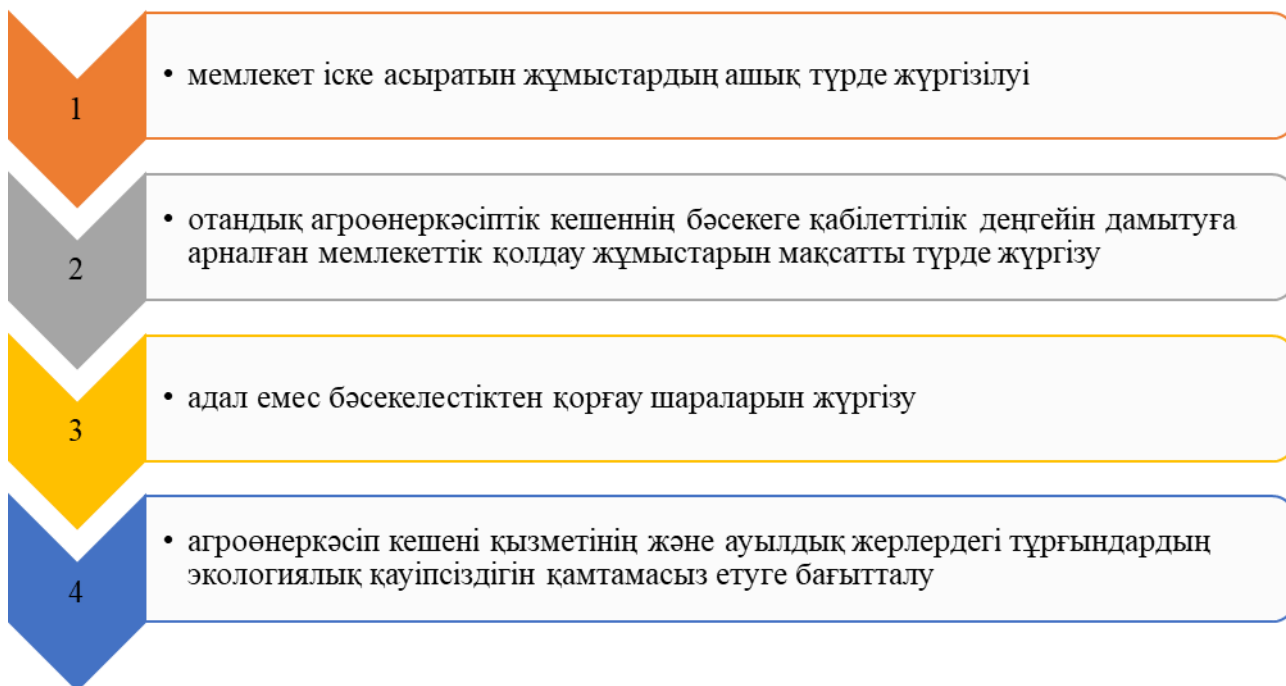 1
• мемлекет іске асыратын жұмыстардың ашық түрде жүргізілуі
2
• отандық агроөнеркәсіптік кешеннің бәсекеге қабілеттілік деңгейін дамытуға
арналған мемлекеттік қолдау жұмыстарын мақсатты түрде жүргізу
3
• адал емес бәсекелестіктен қорғау шараларын жүргізу
4
• агроөнеркәсіп кешені қызметінің және ауылдық жерлердегі тұрғындардың
экологиялық қауіпсіздігін қамтамасыз етуге бағытталу